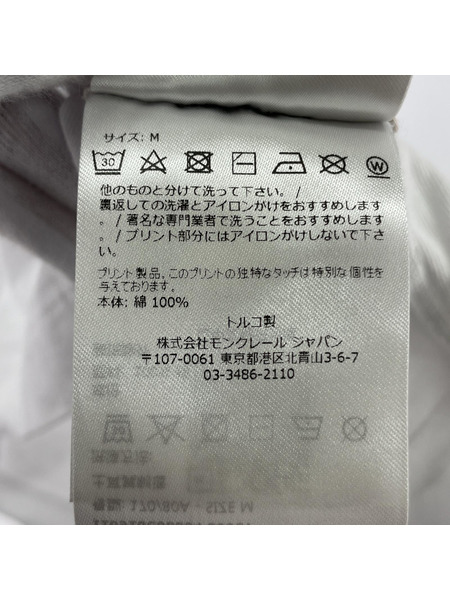 サイズ: M
30
W
他のものと分けて洗って下さい。/
裏返しての洗濯とアイロンがけをおすすめします
。/ 著名な専門業者で洗うことをおすすめします
。/ プリント部分にはアイロンがけしないで下さ
い。
プリント製品。このプリントの独特なタッチは特別な個性を
与えております。
本体: 綿 100%
トルコ製
株式会社モンクレール ジャパン
〒107-0061 東京都港区北青山3-6-7
03-3486-2110
170/80A - SIZE M